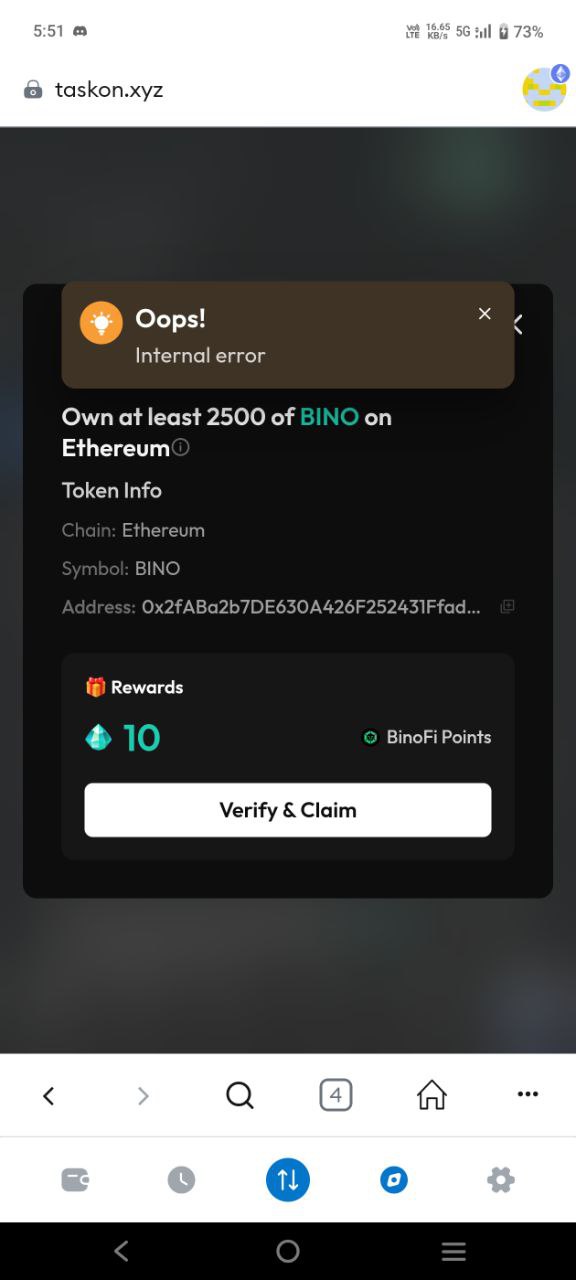 5:51
VoD LTE 16.65 KB/s 5G 73%
taskon.xyz
Oops!
Internal error
Own at least 2500 of BINO on
Ethereum
Token Info
Chain: Ethereum
Symbol: BINO
Address: 0x2fABa2b7DE630A426F252431Ffad...
Rewards
10 BinoFi Points
Verify & Claim
4